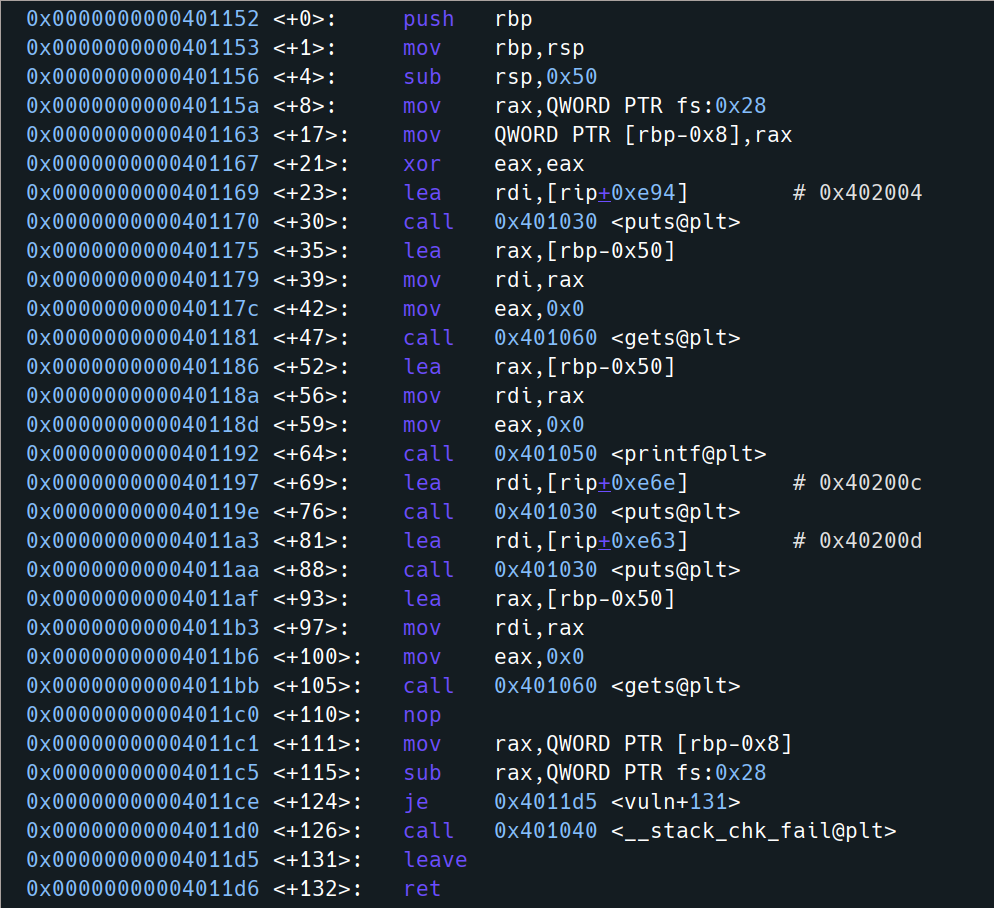 0x0000000000401152 <+0>: push rbp
0x0000000000401153 <+1>: mov rbp,rsp
0x0000000000401156 <+4>: sub rsp,0x50
0x000000000040115a <+8>: mov rax,QWORD PTR fs:0x28
0x0000000000401163 <+17>: mov QWORD PTR [rbp-0x8],rax
0x0000000000401167 <+21>: xor eax,eax
0x0000000000401169 <+23>: lea rdi,[rip+0xe94] # 0x402004
0x0000000000401170 <+30>: call 0x401030 <puts@plt>
0x0000000000401175 <+35>: lea rax,[rbp-0x50]
0x0000000000401179 <+39>: mov rdi,rax
0x000000000040117c <+42>: mov eax,0x0
0x0000000000401181 <+47>: call 0x401060 <gets@plt>
0x0000000000401186 <+52>: lea rax,[rbp-0x50]
0x000000000040118a <+56>: mov rdi,rax
0x000000000040118d <+59>: mov eax,0x0
0x0000000000401192 <+64>: call 0x401050 <printf@plt>
0x0000000000401197 <+69>: lea rdi,[rip+0xe6e] # 0x40200c
0x000000000040119e <+76>: call 0x401030 <puts@plt>
0x00000000004011a3 <+81>: lea rdi,[rip+0xe63] # 0x40200d
0x00000000004011aa <+88>: call 0x401030 <puts@plt>
0x00000000004011af <+93>: lea rax,[rbp-0x50]
0x00000000004011b3 <+97>: mov rdi,rax
0x00000000004011b6 <+100>: mov eax,0x0
0x00000000004011bb <+105>: call 0x401060 <gets@plt>
0x00000000004011c0 <+110>: nop
0x00000000004011c1 <+111>: mov rax,QWORD PTR [rbp-0x8]
0x00000000004011c5 <+115>: sub rax,QWORD PTR fs:0x28
0x00000000004011ce <+124>: je 0x4011d5 <vuln+131>
0x00000000004011d0 <+126>: call 0x401040 <__stack_chk_fail@plt>
0x00000000004011d5 <+131>: leave
0x00000000004011d6 <+132>: ret